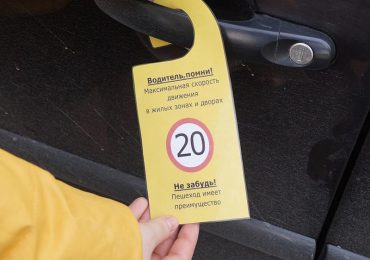 Водитель,помни!
Максимальная скорость
движения
в жилых зонах и дворах
20
Не забудь!
Пешеход имеет
преимущество